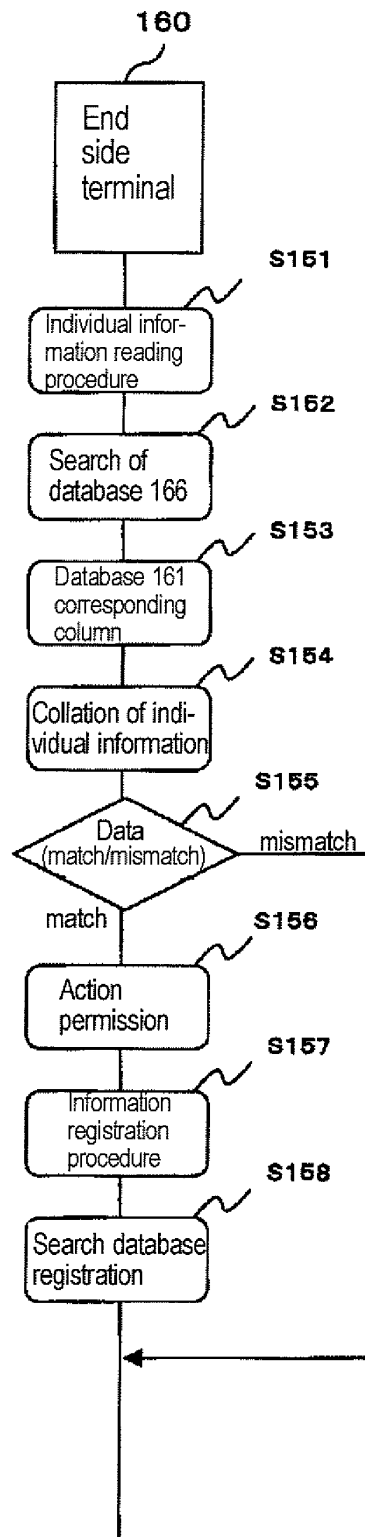 160
End
side
terminal
S151
Individual infor-
mation reading
procedure
S152
Search of
database 166
S153
Database 161
corresponding
column
S154
Collation of indi-
vidual information
S155
Data
(match/mismatch)
mismatch
match
S156
Action
permission
S157
Information
registration
procedure
S158
Search database
registration